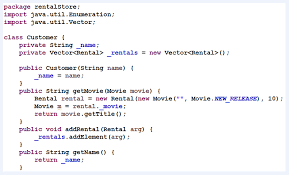 package rentalStore;
import java.util.Enumeration;
import java.util.Vector;

class Customer {
    private String _name;
    private Vector<Rental> _rentals = new Vector<Rental>();

    public Customer(String name) {
        _name = name;
    }
    public String getMovie(Movie movie) {
        Rental rental = new Rental(new Movie("", Movie.NEW_RELEASE), 10);
        Movie m = rental._movie;
        return movie.getTitle();
    }
    public void addRental(Rental arg) {
        _rentals.addElement(arg);
    }
    public String getName() {
        return _name;
    }